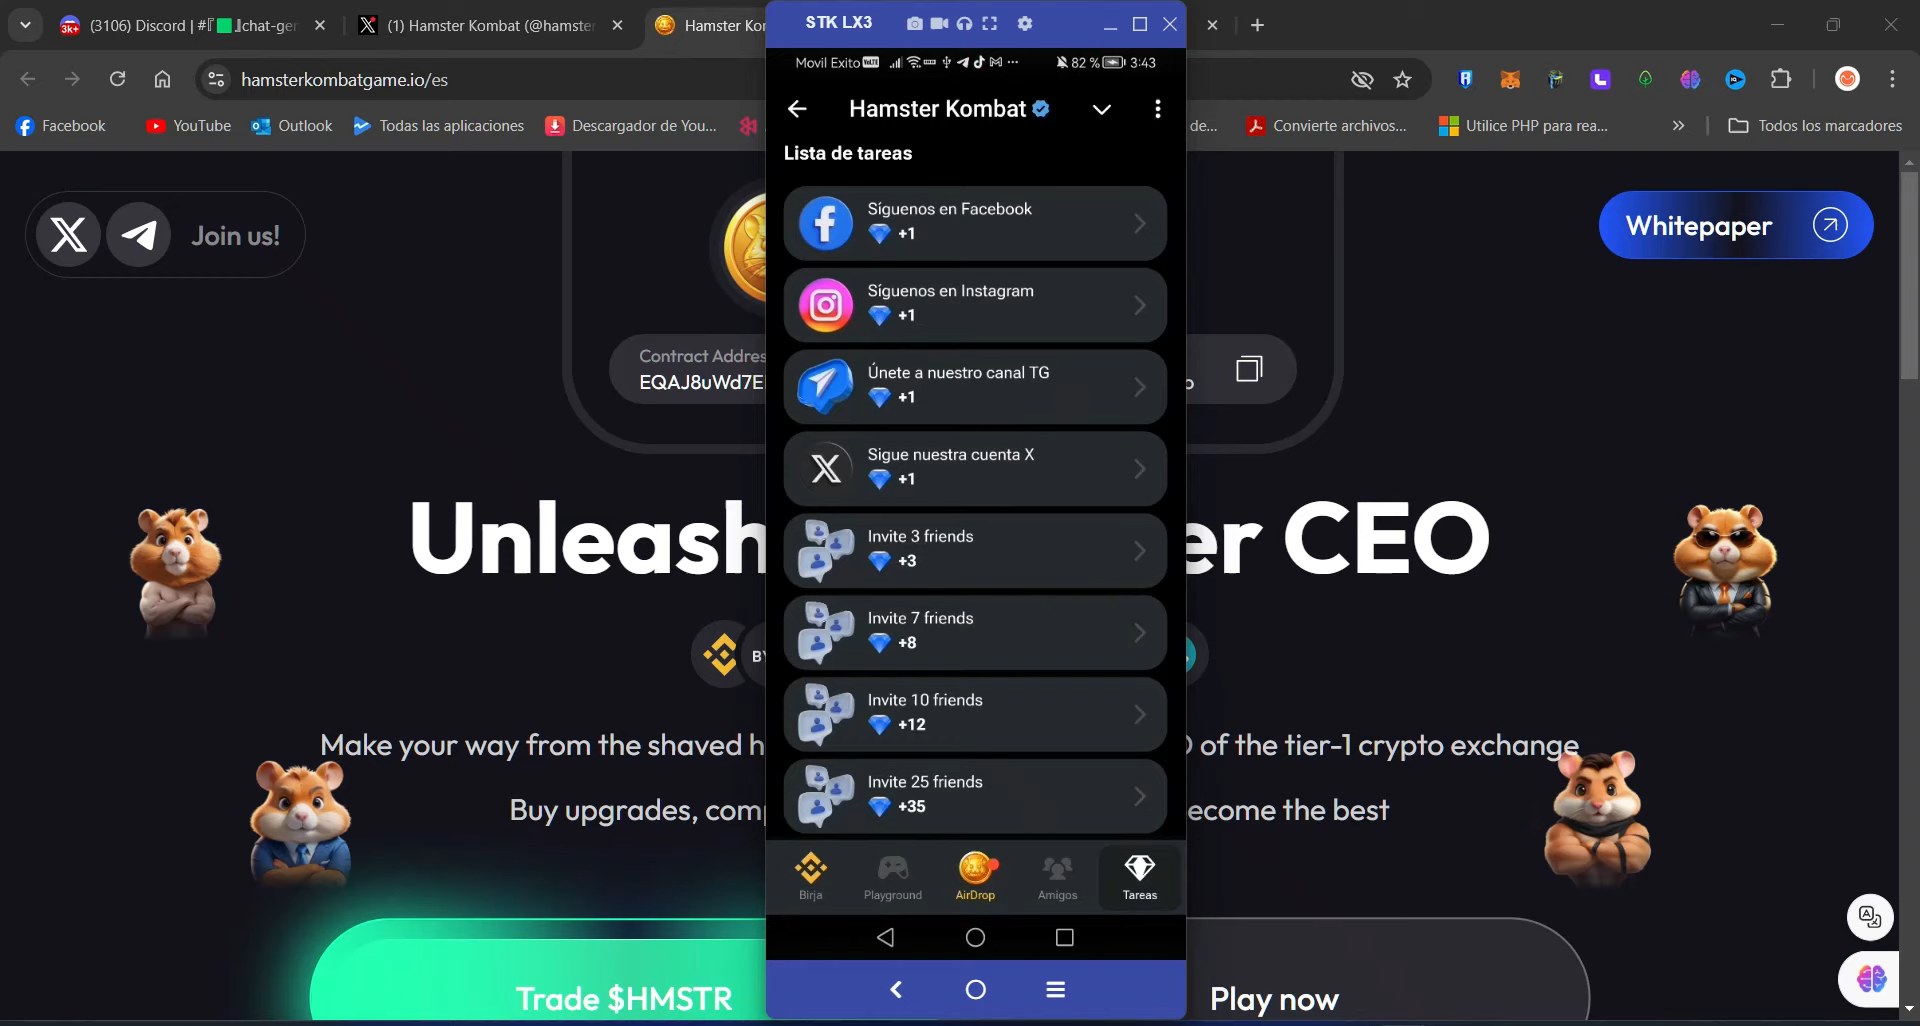 (3106) Discord | #
chat-gen
(1) Hamster Kombat (@hamster
Hamster Ko
STK LX3
hamsterkombatgame.io/es
Movil Exito
82 %
3:43
Hamster Kombat
Facebook
YouTube
Outlook
Todas las aplicaciones
Descargador de You...
de...
Convierte archivos...
Utilice PHP para rea...
»
Todos los marcadores
Lista de tareas
Join us!
Whitepaper
Síguenos en Facebook
+1
Síguenos en Instagram
+1
Contract Addres
EQAJ8uWd7E
Únete a nuestro canal TG
+1
Sigue nuestra cuenta X
+1
Invite 3 friends
+3
Unleash
er CEO
Invite 7 friends
+8
BY
Invite 10 friends
+12
Make your way from the shaved h
of the tier-1 crypto exchange
Invite 25 friends
+35
Buy upgrades, com
ecome the best
Birja
Playground
AirDrop
Amigos
Tareas
Trade $HMSTR
Play now